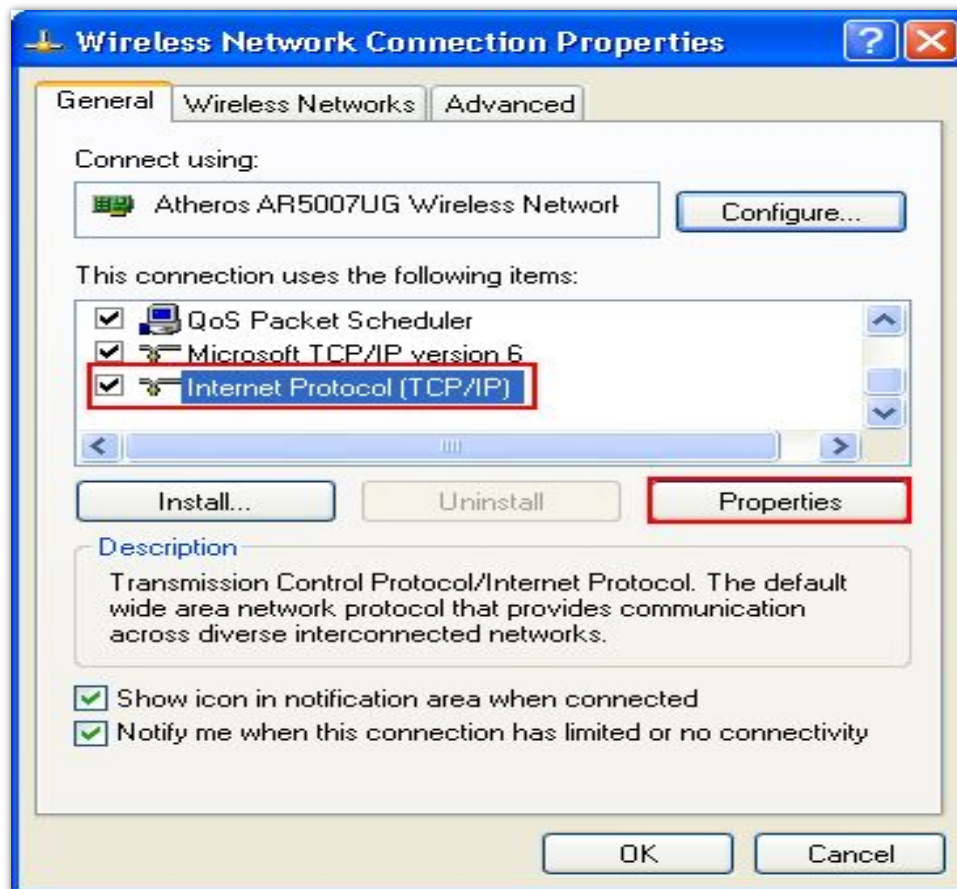 Wireless Network Connection Properties
General Wireless Networks Advanced
Connect using:
Atheros AR5007UG Wireless Network Configure...
This connection uses the following items:
QoS Packet Scheduler
Microsoft TCP/IP version 6
Internet Protocol (TCP/IP)
Install... Uninstall Properties
Description
Transmission Control Protocol/Internet Protocol. The default
wide area network protocol that provides communication
across diverse interconnected networks.
Show icon in notification area when connected
Notify me when this connection has limited or no connectivity
OK Cancel